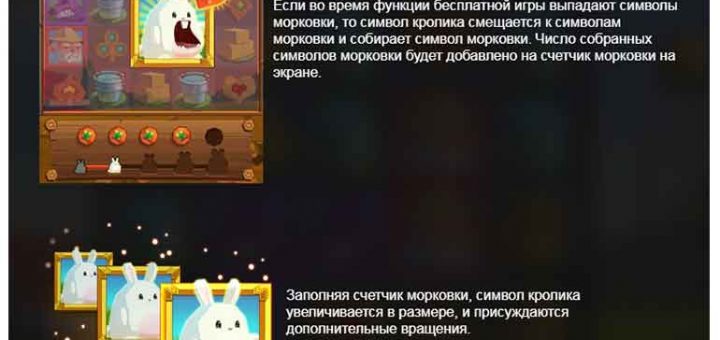 Если во время функции бесплатной игры выпадают символы
морковки, то символ кролика смещается к символам
морковки и собирает символ морковки. Число собранных
символов морковки будет добавлено на счетчик морковки на
экране.
Заполняя счетчик морковки, символ кролика
увеличивается в размере, и присуждаются
дополнительные вращения.